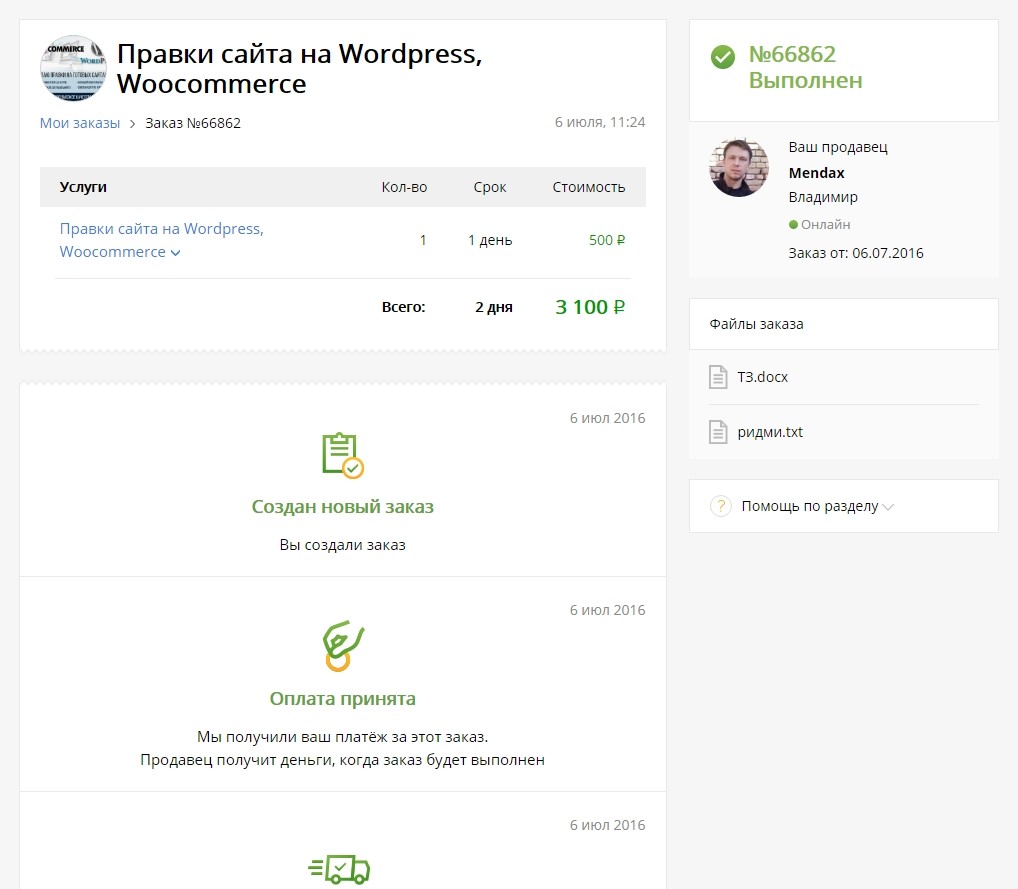 COMMERCE
Правки сайта на Wordpress,
Woocommerce
Мои заказы > Заказ №66862
6 июля, 11:24
Услуги Кол-во Срок Стоимость
Правки сайта на Wordpress,
Woocommerce
1 1 день 500 ₽
Всего: 2 дня 3 100 ₽
6 июл 2016
Создан новый заказ
Вы создали заказ
6 июл 2016
Оплата принята
Мы получили ваш платёж за этот заказ.
Продавец получит деньги, когда заказ будет выполнен
6 июл 2016
№66862
Выполнен
Ваш продавец
Mendax
Владимир
Онлайн
Заказ от: 06.07.2016
Файлы заказа
ТЗ.docx
ридми.txt
? Помощь по разделу